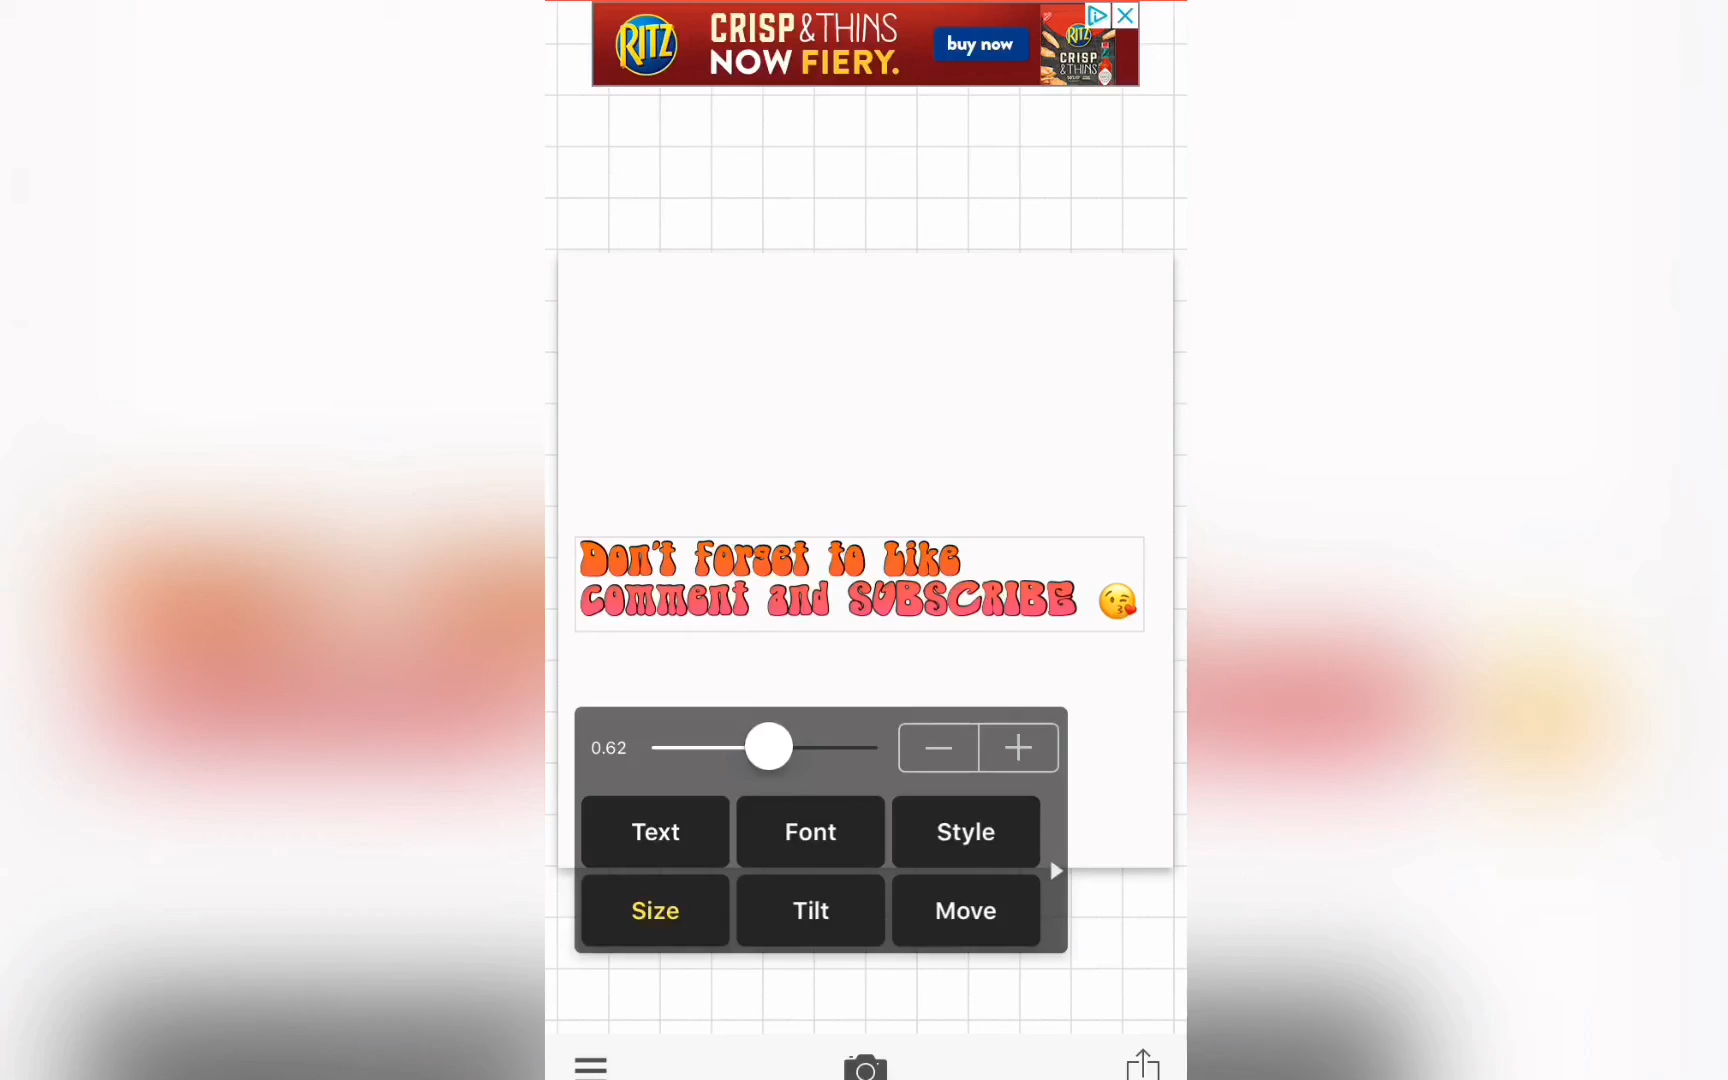 RITZ
CRISP & THINS
NOW FIERY.
buy now
RITZ
CRISP
& THINS
Don't forget to like
comment and SUBSCRIBE 😘
0.62
Text Font Style
Size Tilt Move